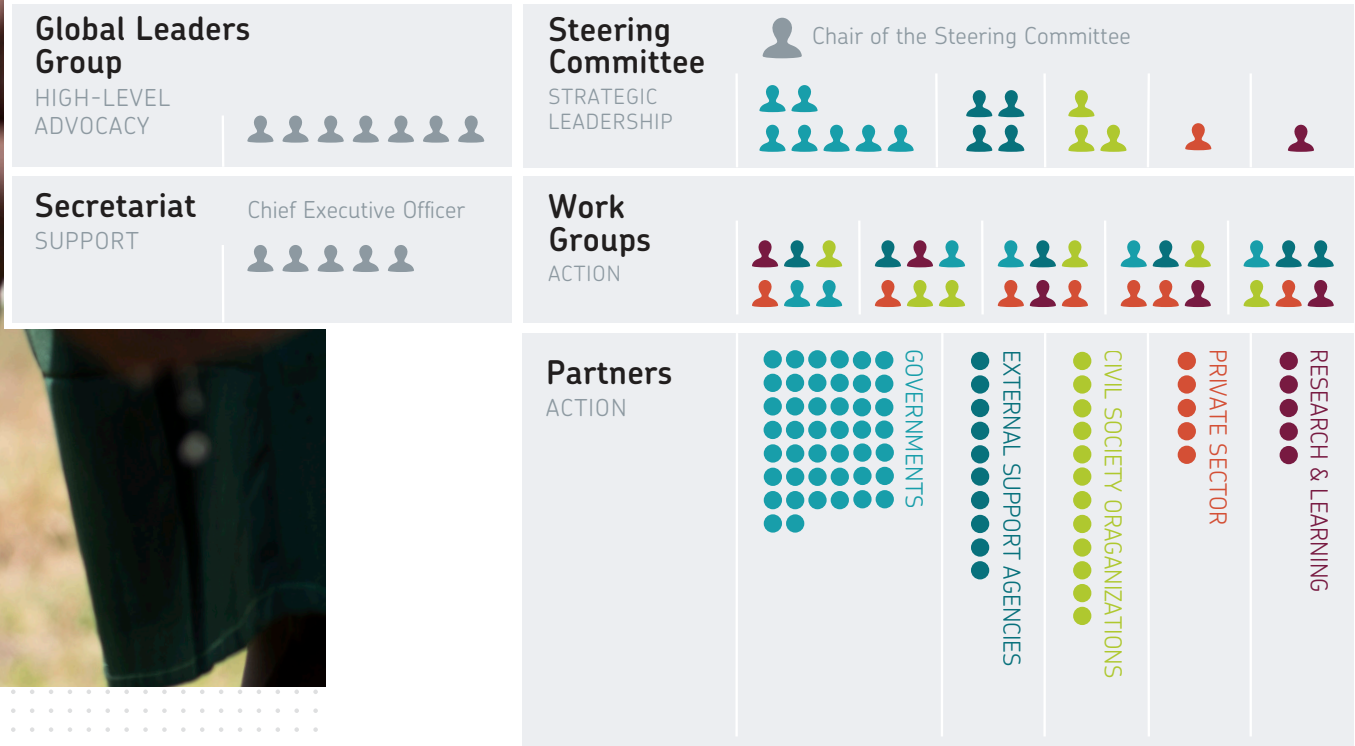 Global Leaders
Group
HIGH-LEVEL
ADVOCACY
Steering
Committee
STRATEGIC
LEADERSHIP
Chair of the Steering Committee
Secretariat
SUPPORT
Chief Executive Officer
Work
Groups
ACTION
Partners
ACTION
GOVERNMENTS
EXTERNAL SUPPORT AGENCIES
CIVIL SOCIETY ORAGANIZATIONS
PRIVATE SECTOR
RESEARCH & LEARNING